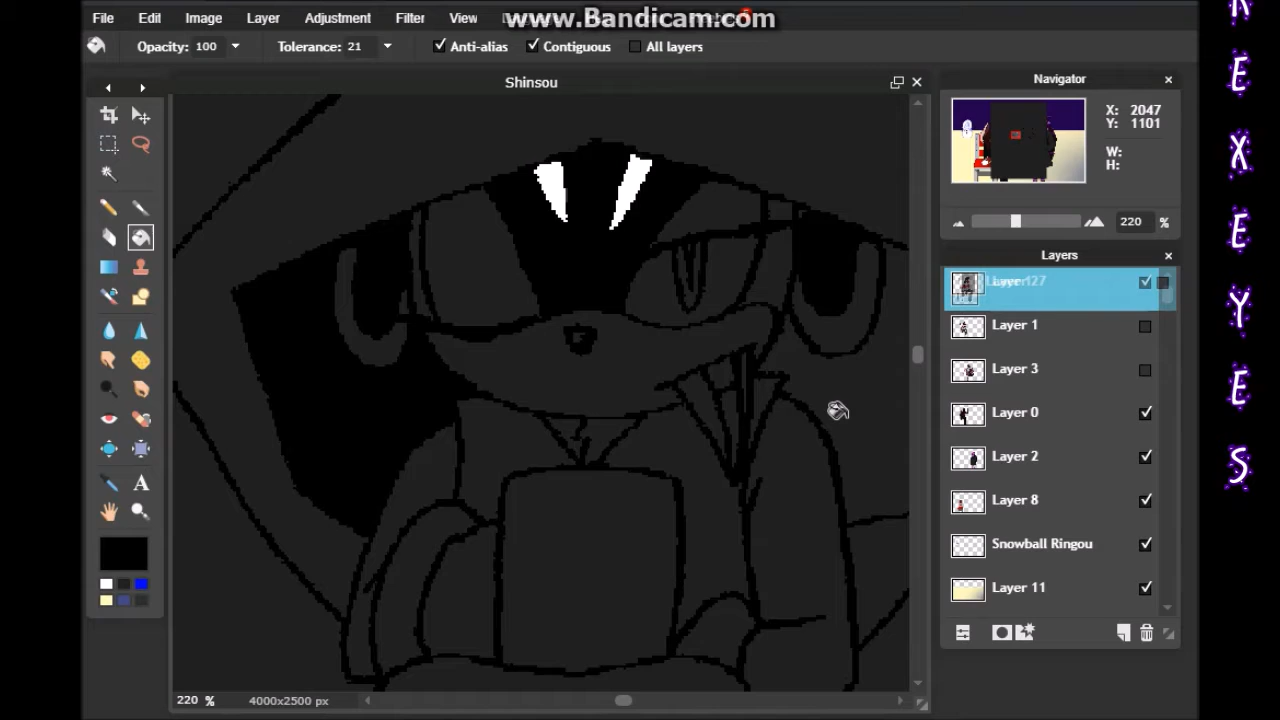 File Edit Image Layer Adjustment Filter View
www.Bandicam.com
Opacity: 100 Tolerance: 21 Anti-alias Contiguous All layers
Shinsou
Navigator
X: 2047
Y: 1101
W:
H:
220 %
Layers
Layer 1
Layer 3
Layer 0
Layer 2
Layer 8
Snowball Ringou
Layer 11
220 % 4000x2500 px
E
X
E
Y
E
S